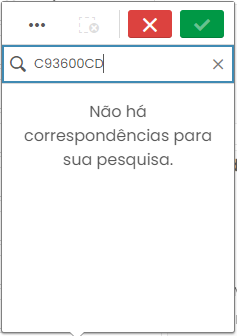 C93600CD
Não há
correspondências para
sua pesquisa.